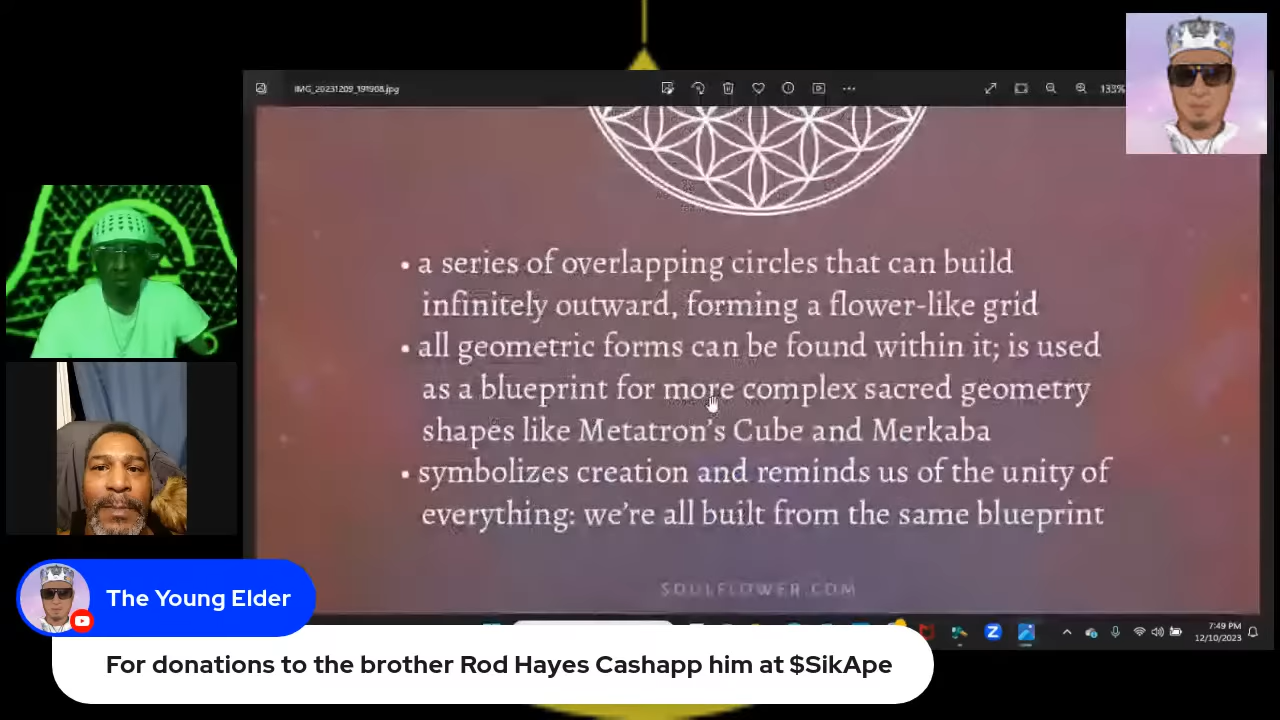 IMG_20231209_191908.jpg
133%
• a series of overlapping circles that can build
infinitely outward, forming a flower-like grid
• all geometric forms can be found within it; is used
as a blueprint for more complex sacred geometry
shapes like Metatron's Cube and Merkaba
• symbolizes creation and reminds us of the unity of
everything: we're all built from the same blueprint
SOULFLOWER.COM
7:49 PM
12/10/2023
The Young Elder
For donations to the brother Rod Hayes Cashapp him at $SikApe